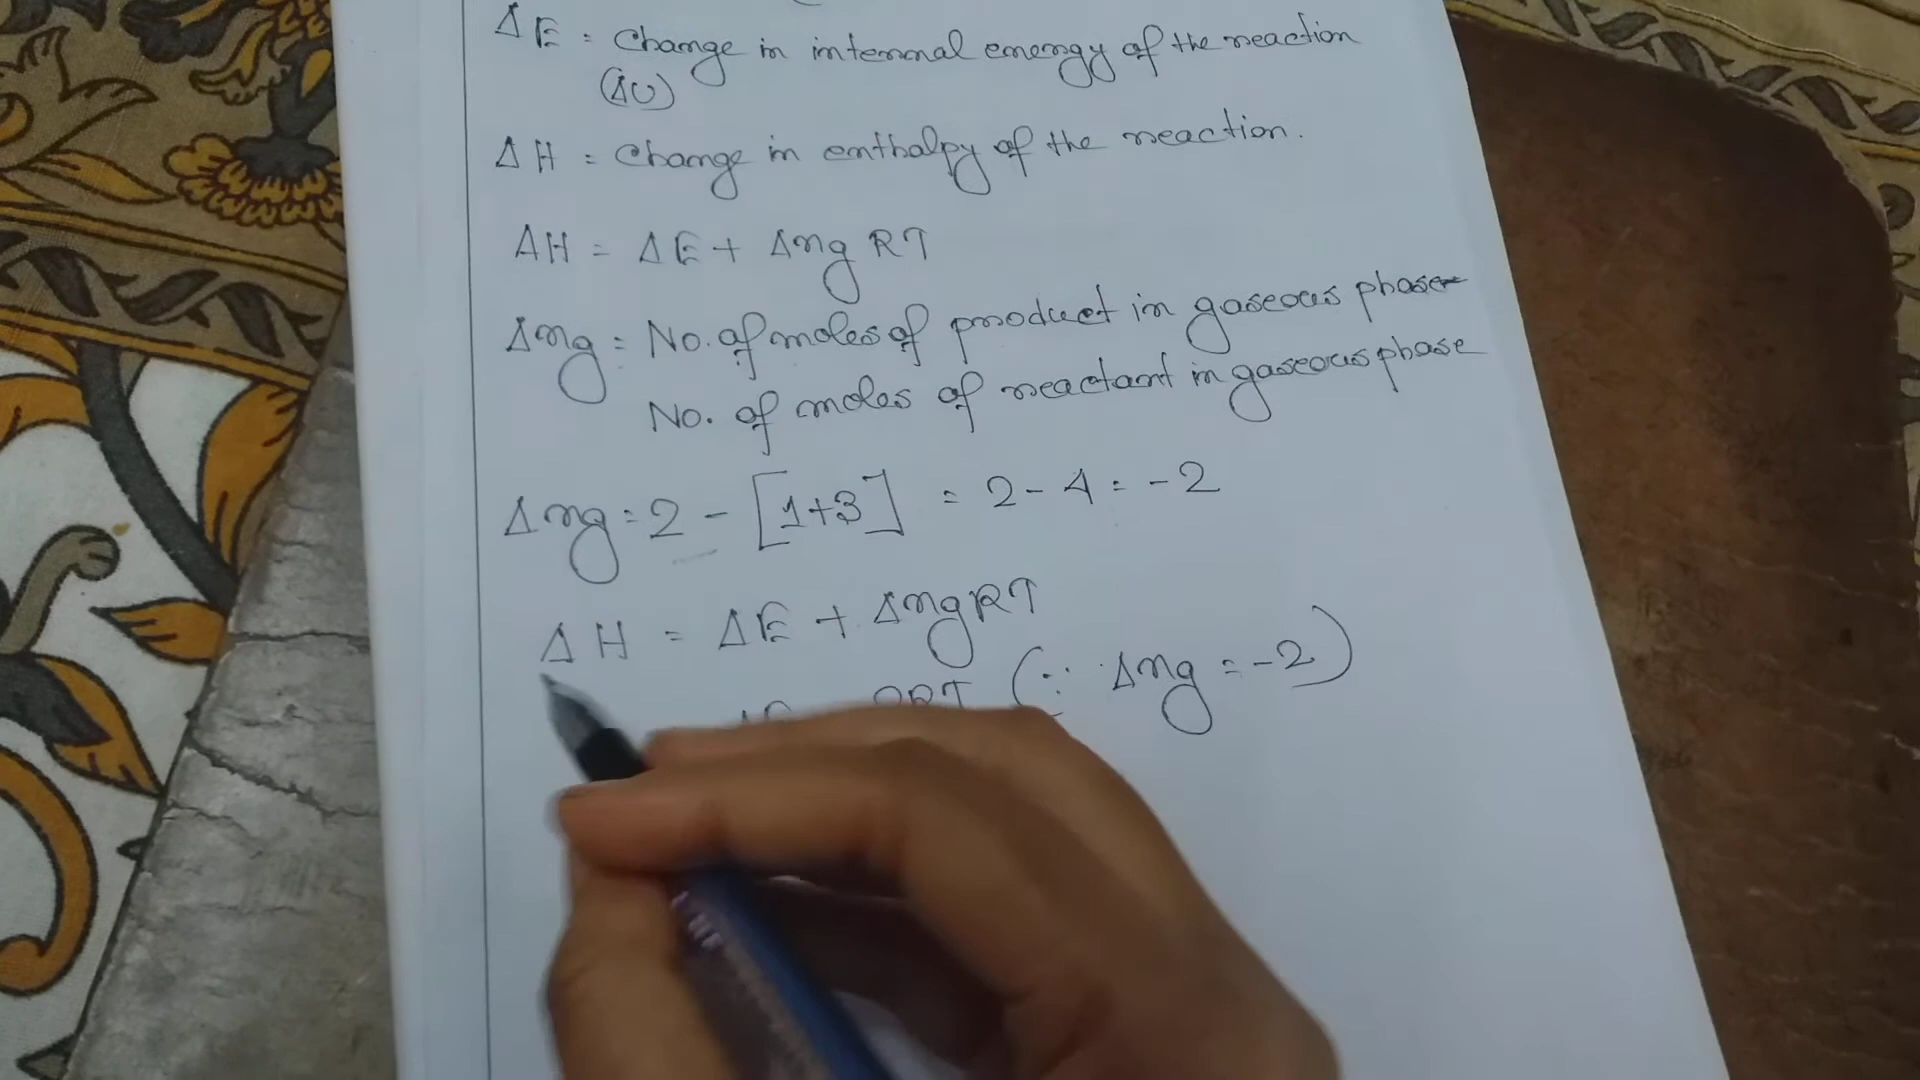 ΔE = Change in internal energy of the reaction
(ΔU)
ΔH = Change in enthalpy of the reaction.
ΔH = ΔE + Δng RT
Δng = No. of moles of product in gaseous phase -
No. of moles of reactant in gaseous phase
Δng = 2 - [1+3] = 2 - 4 = -2
ΔH = ΔE + ΔngRT
2RT (∵ Δng = -2)